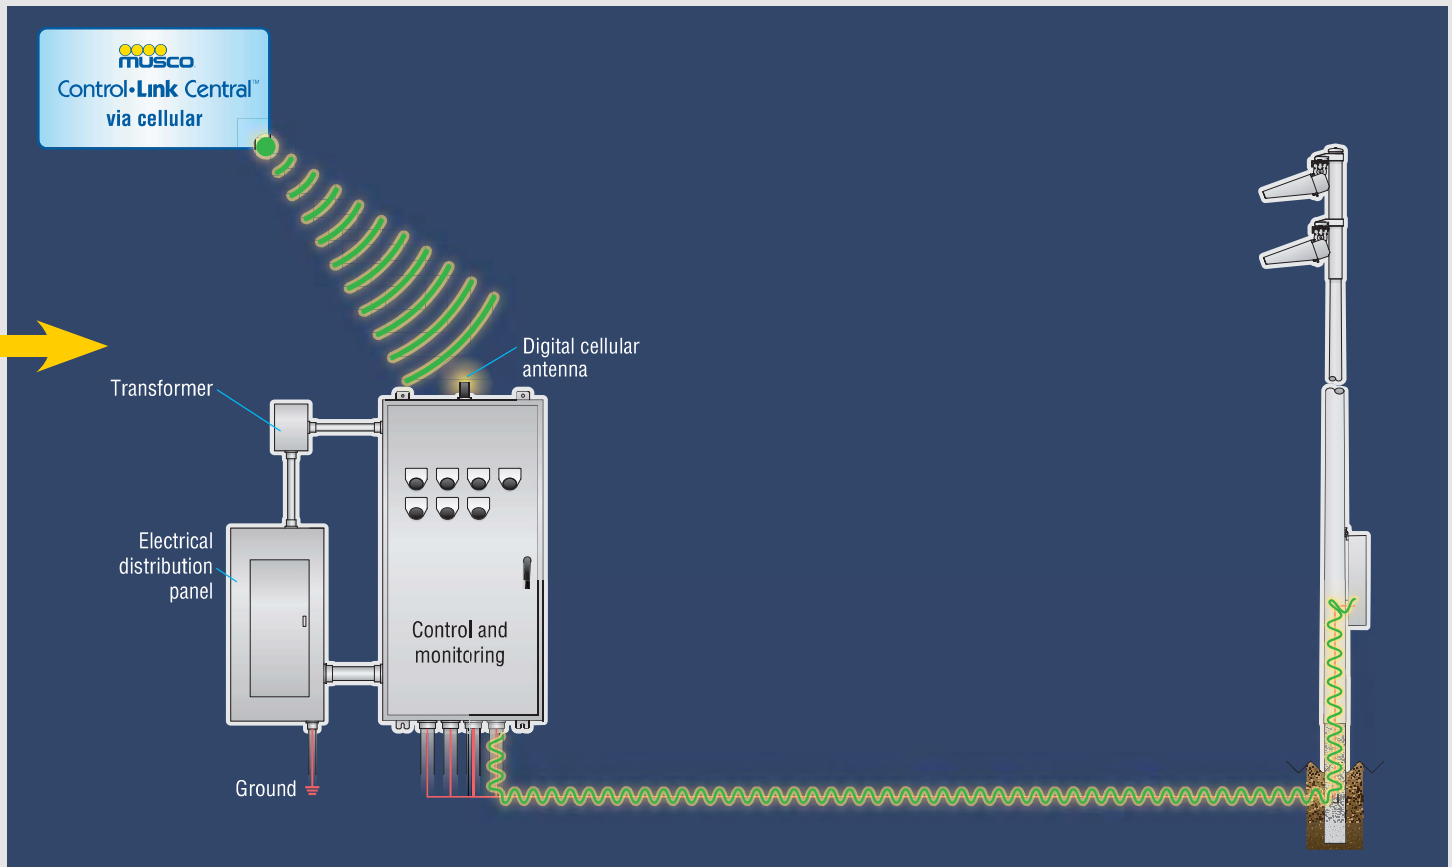 musco
Control•Link Central™
via cellular
Digital cellular
antenna
Transformer
Electrical
distribution
panel
Control and
monitoring
Ground